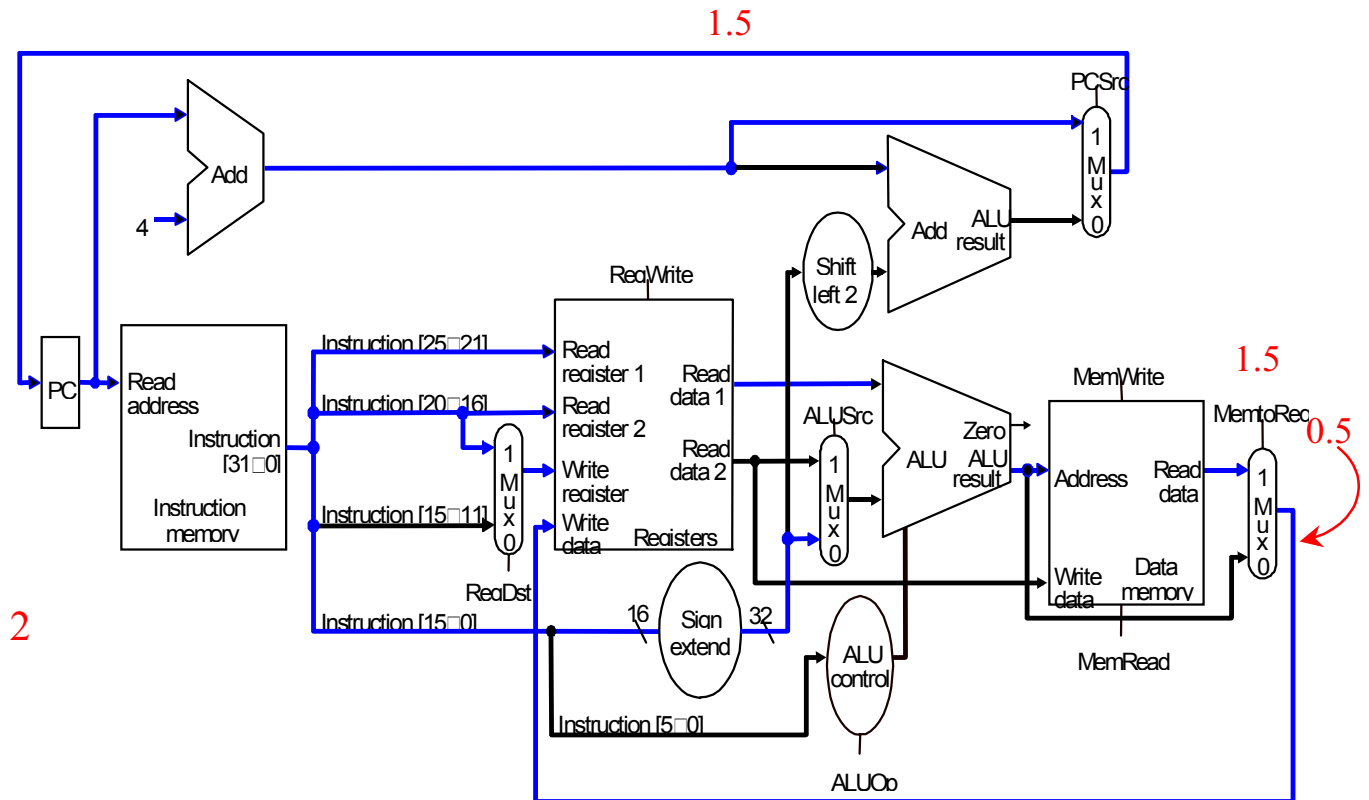 1.5
PCSrc
1
M
u
x
0
Add
4
Add
ALU
result
Shift
left 2
RegWrite
PC
Read
address
Instruction
[31□0]
Instruction
memory
Instruction [25□21]
Instruction [20□16]
Instruction [15□11]
Instruction [15□0]
1
M
u
x
0
RegDst
Read
register 1
Read
register 2
Write
register
Write
data
Read
data 1
Read
data 2
Registers
16
Sign
extend
32
ALUSrc
1
M
u
x
0
Zero
ALU
ALU
result
ALU
control
Instruction [5□0]
ALUOp
MemWrite
Address
Read
data
Write
data
Data
memory
MemRead
1.5
MemtoReg
0.5
1
M
u
x
0
2